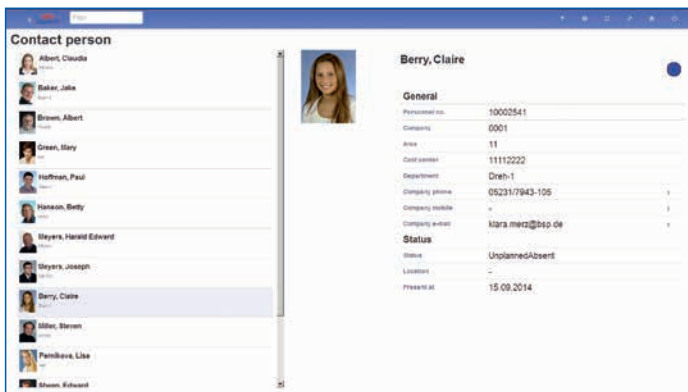 Page
Contact person
Albert, Claudia
Baker, Jake
Brown, Albert
Green, Mary
Hoffman, Paul
Hanson, Betty
Meyers, Harald Edward
Meyers, Joseph
Berry, Claire
Miller, Steven
Pernikova, Lisa
Sheen, Edward
Berry, Claire
General
Personnel no. 10002541
Company 0001
Area 11
Cost center 11112222
Department Dreh-1
Company phone 05231/7943-105
Company mobile -
Company e-mail klara.merz@bsp.de
Status
Status UnplannedAbsent
Location -
Present at 15.09.2014